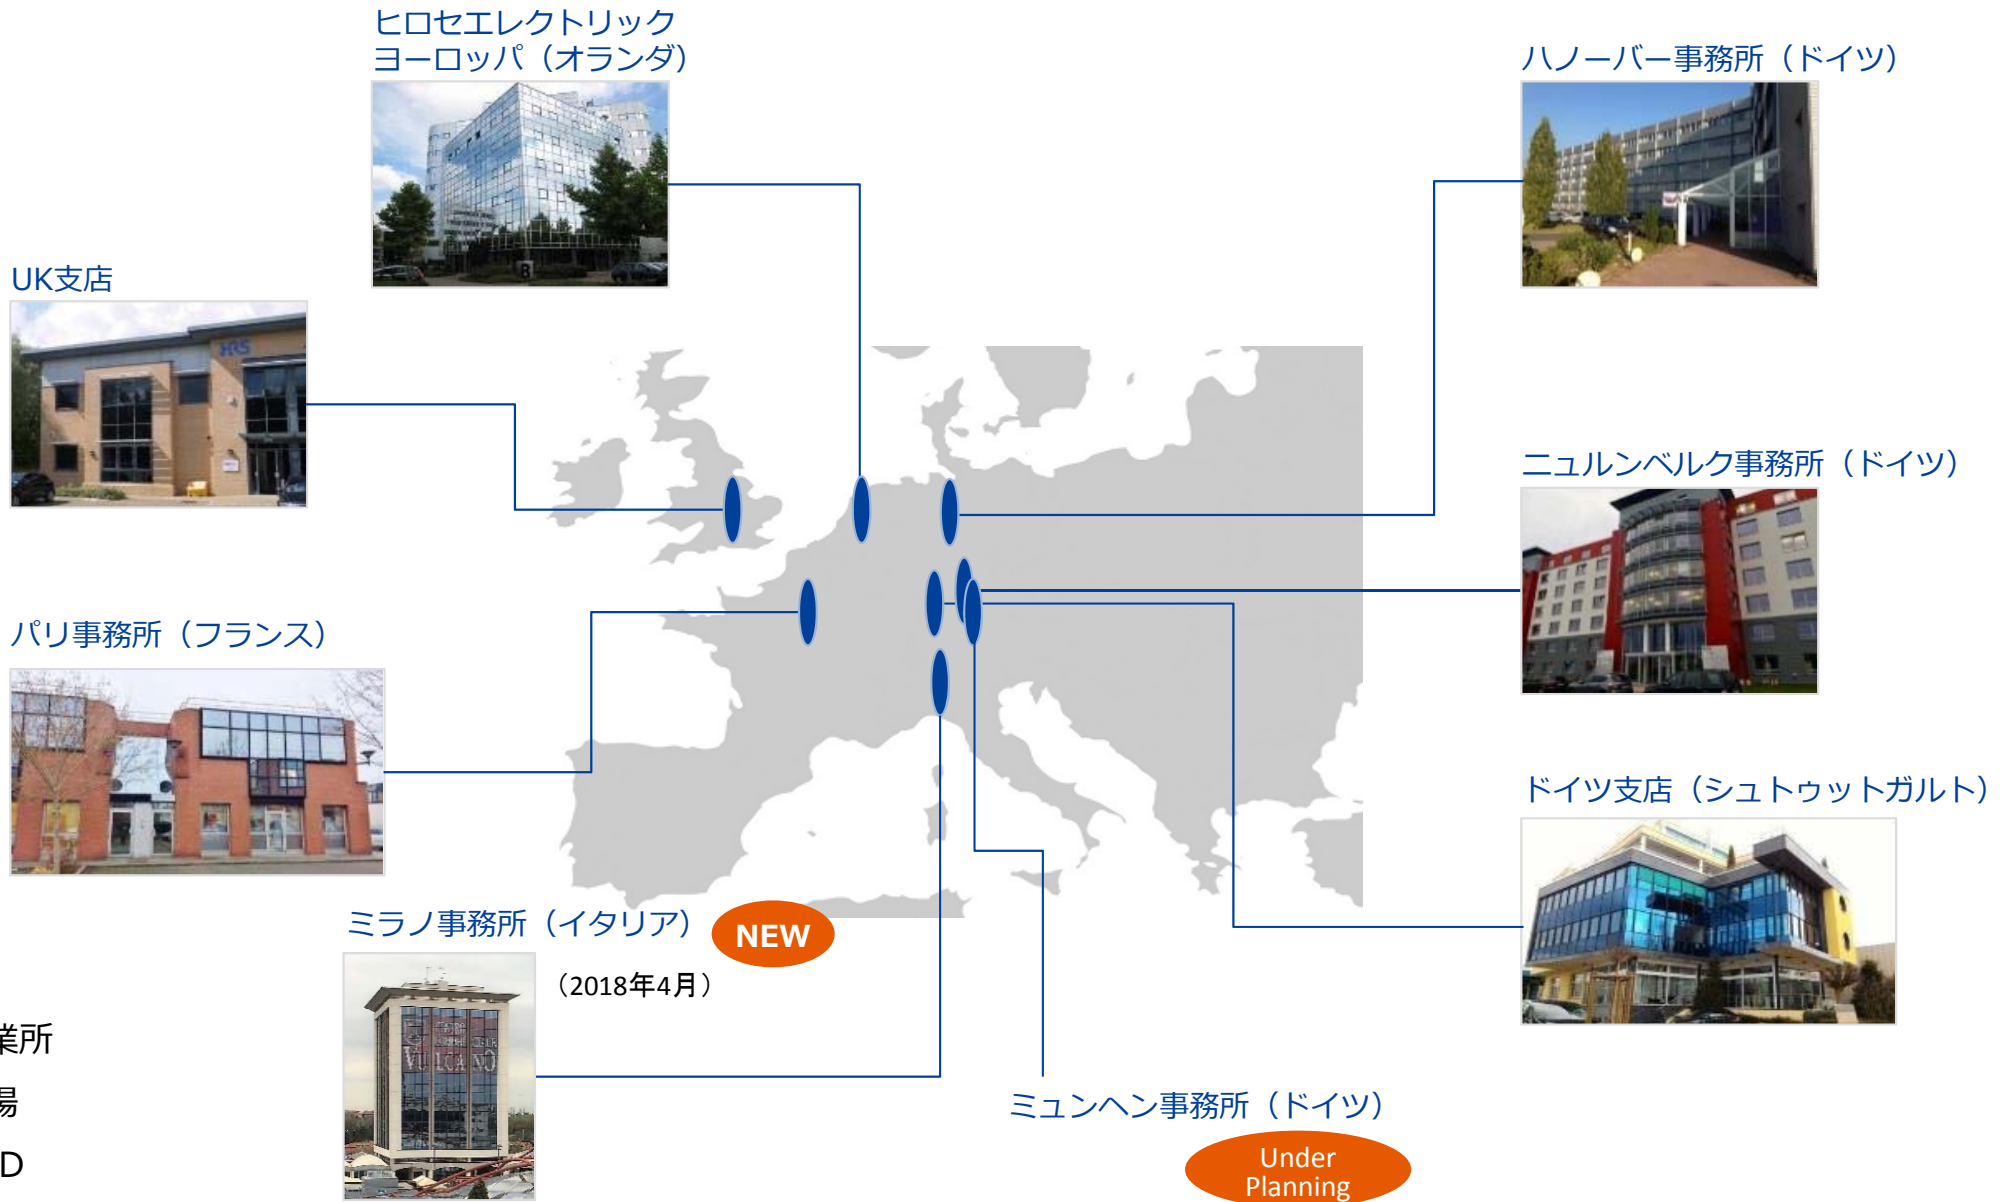 ヒロセエレクトリック
ヨーロッパ（オランダ）
ハノーバー事務所（ドイツ）
UK支店
HRS
8
ニュルンベルク事務所（ドイツ）
パリ事務所（フランス）
ドイツ支店（シュトゥットガルト）
ミラノ事務所（イタリア）
NEW
（2018年4月）
VULCANO
業所
場
D
ミュンヘン事務所（ドイツ）
Under
Planning